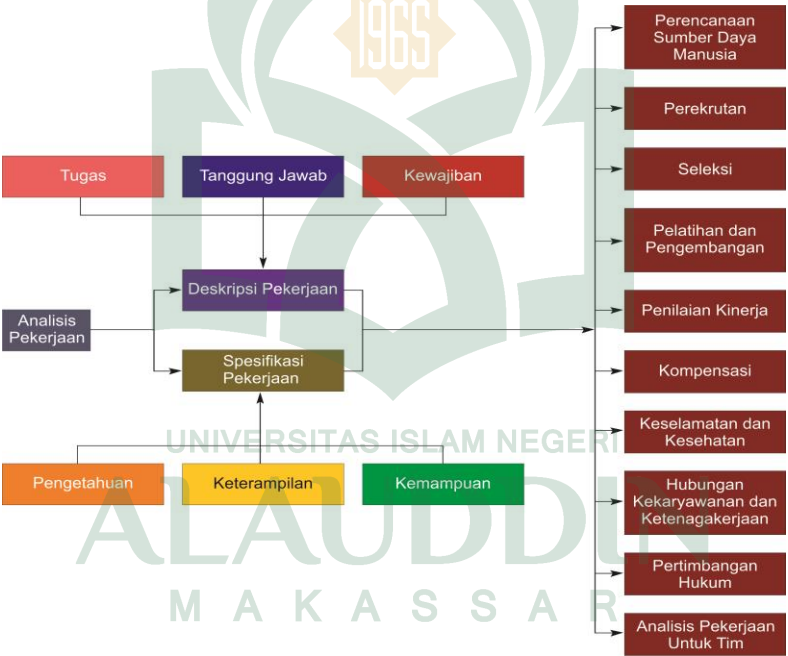 1965
Tugas
Tanggung Jawab
Kewajiban
Deskripsi Pekerjaan
Analisis
Pekerjaan
Spesifikasi
Pekerjaan
Pengetahuan
Keterampilan
Kemampuan
Perencanaan
Sumber Daya
Manusia
Perekrutan
Seleksi
Pelatihan dan
Pengembangan
Penilaian Kinerja
Kompensasi
Keselamatan dan
Kesehatan
Hubungan
Kekaryawanan dan
Ketenagakerjaan
Pertimbangan
Hukum
Analisis Pekerjaan
Untuk Tim
UNIVERSITAS ISLAM NEGERI
ALAUDDIN
MAKASSAR